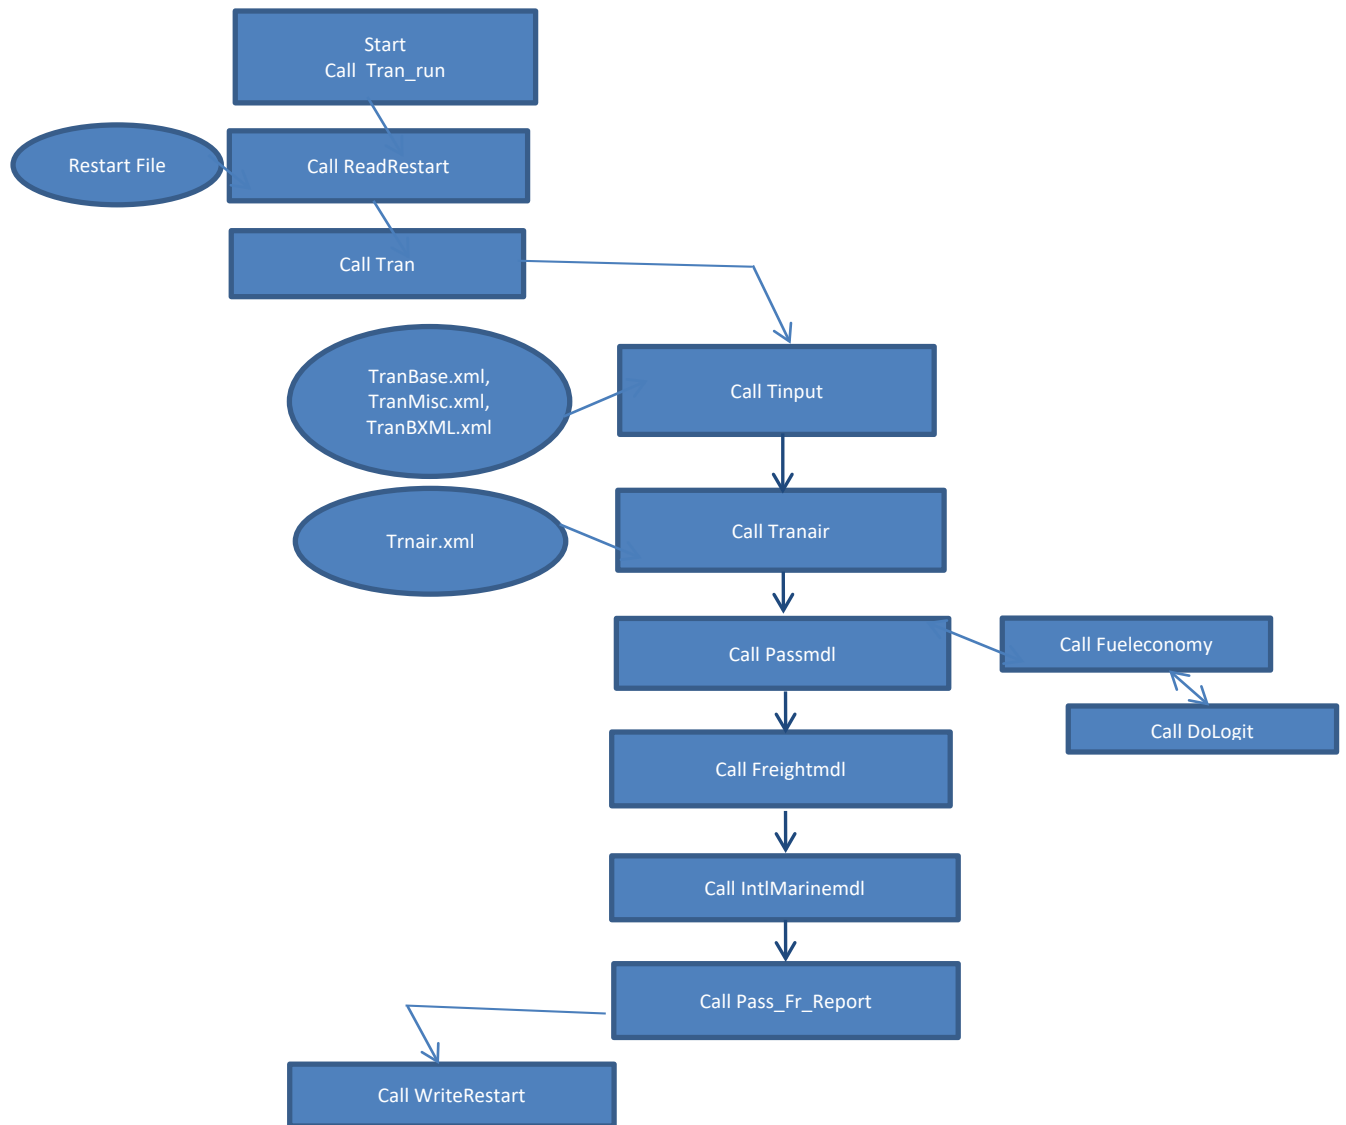 Start
Call  Tran_run
Restart File
Call ReadRestart
Call Tran
TranBase.xml,
TranMisc.xml,
TranBXML.xml
Call Tinput
Trnair.xml
Call Tranair
Call Passmdl
Call Fueleconomy
Call DoLogit
Call Freightmdl
Call IntlMarinemdl
Call Pass_Fr_Report
Call WriteRestart